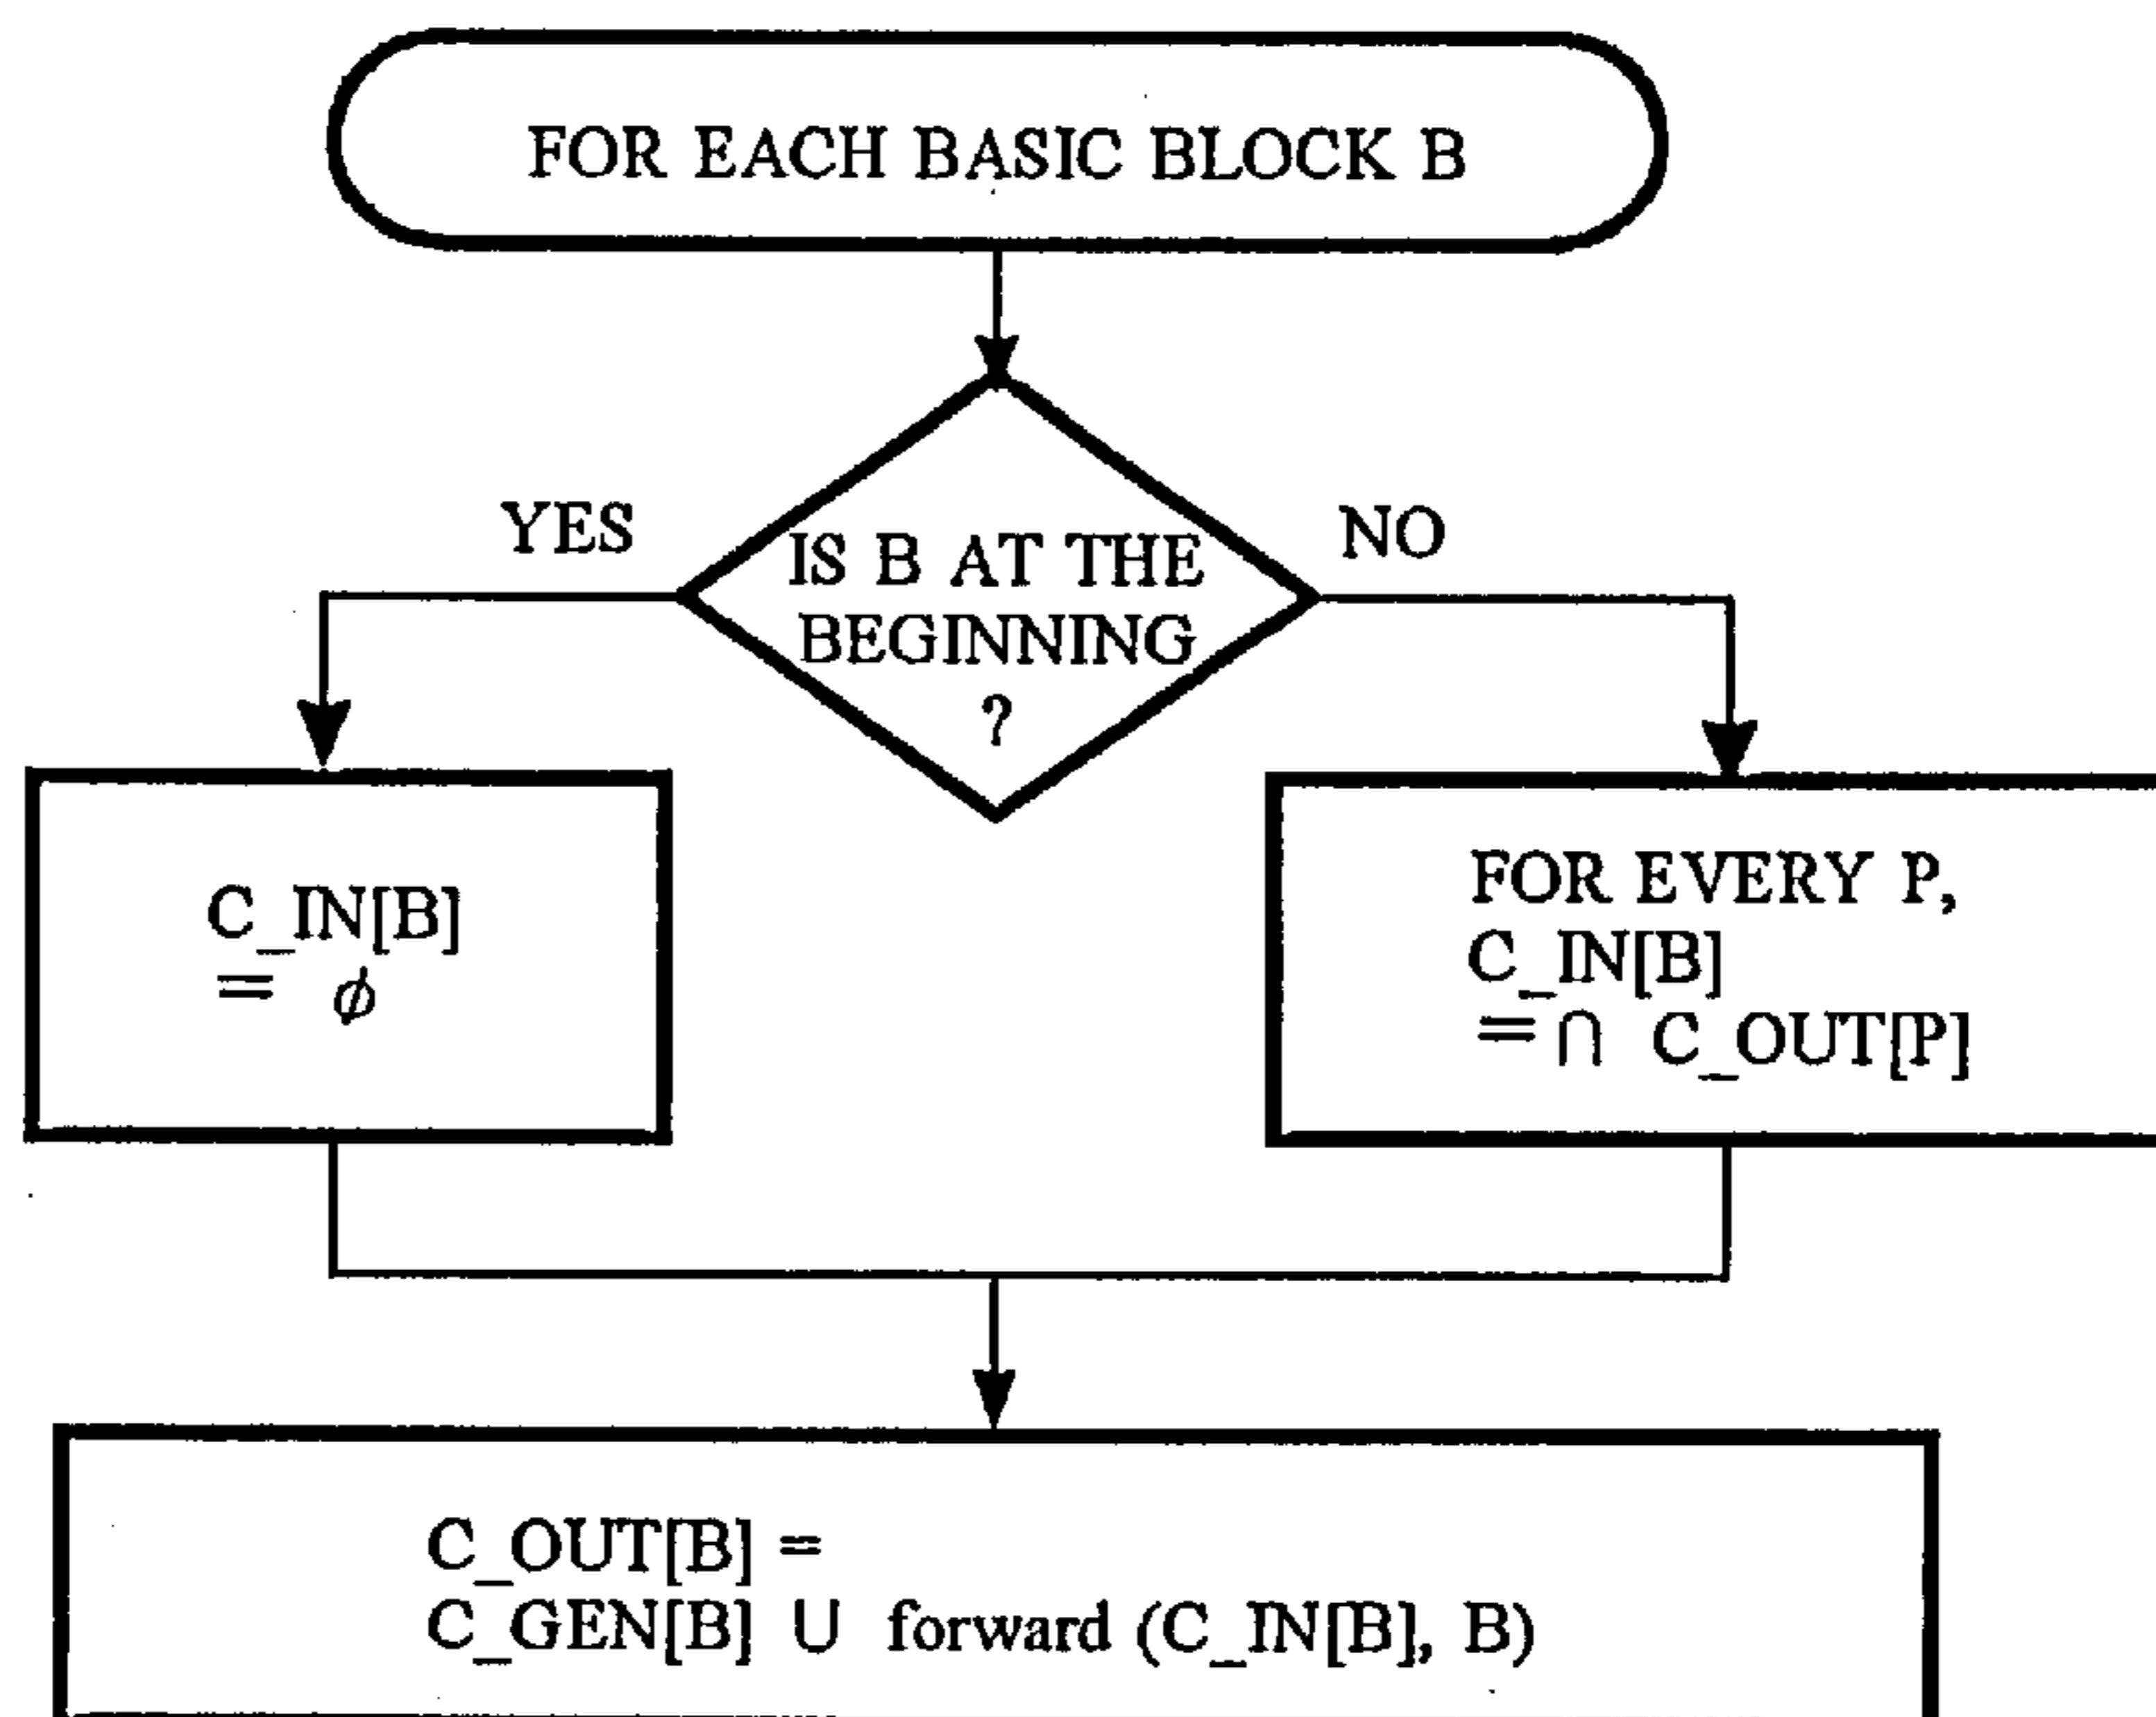 FOR EACH BASIC BLOCK B
YES
NO
IS B AT THE
BEGINNING
?
C_IN[B]
= ϕ
FOR EVERY P,
C_IN[B]
=∩ C_OUT[P]
C_OUT[B] =
C_GEN[B] ∪ forward (C_IN[B], B)